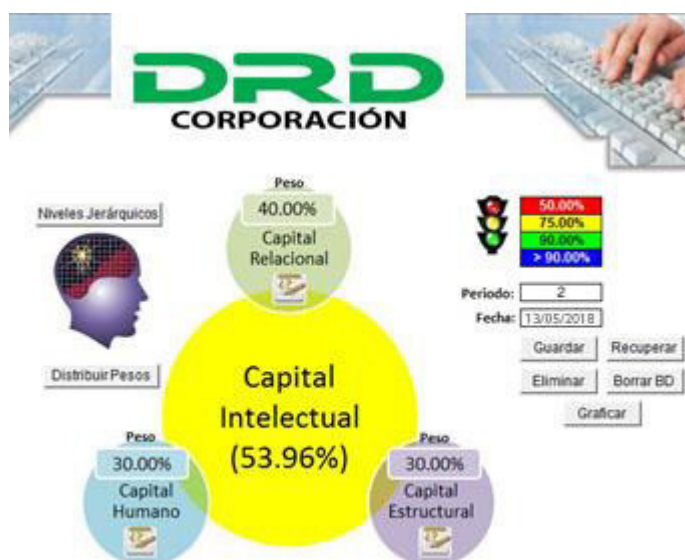 DRD
CORPORACIÓN
Peso
40.00%
Capital
Relacional
Niveles Jerárquicos
Distribuir Pesos
50.00%
75.00%
90.00%
> 90.00%
Periodo: 2
Fecha: 13/05/2018
Guardar Recuperar
Eliminar Borrar BD
Graficar
Capital
Intelectual
(53.96%)
Peso
30.00%
Capital
Humano
Peso
30.00%
Capital
Estructural